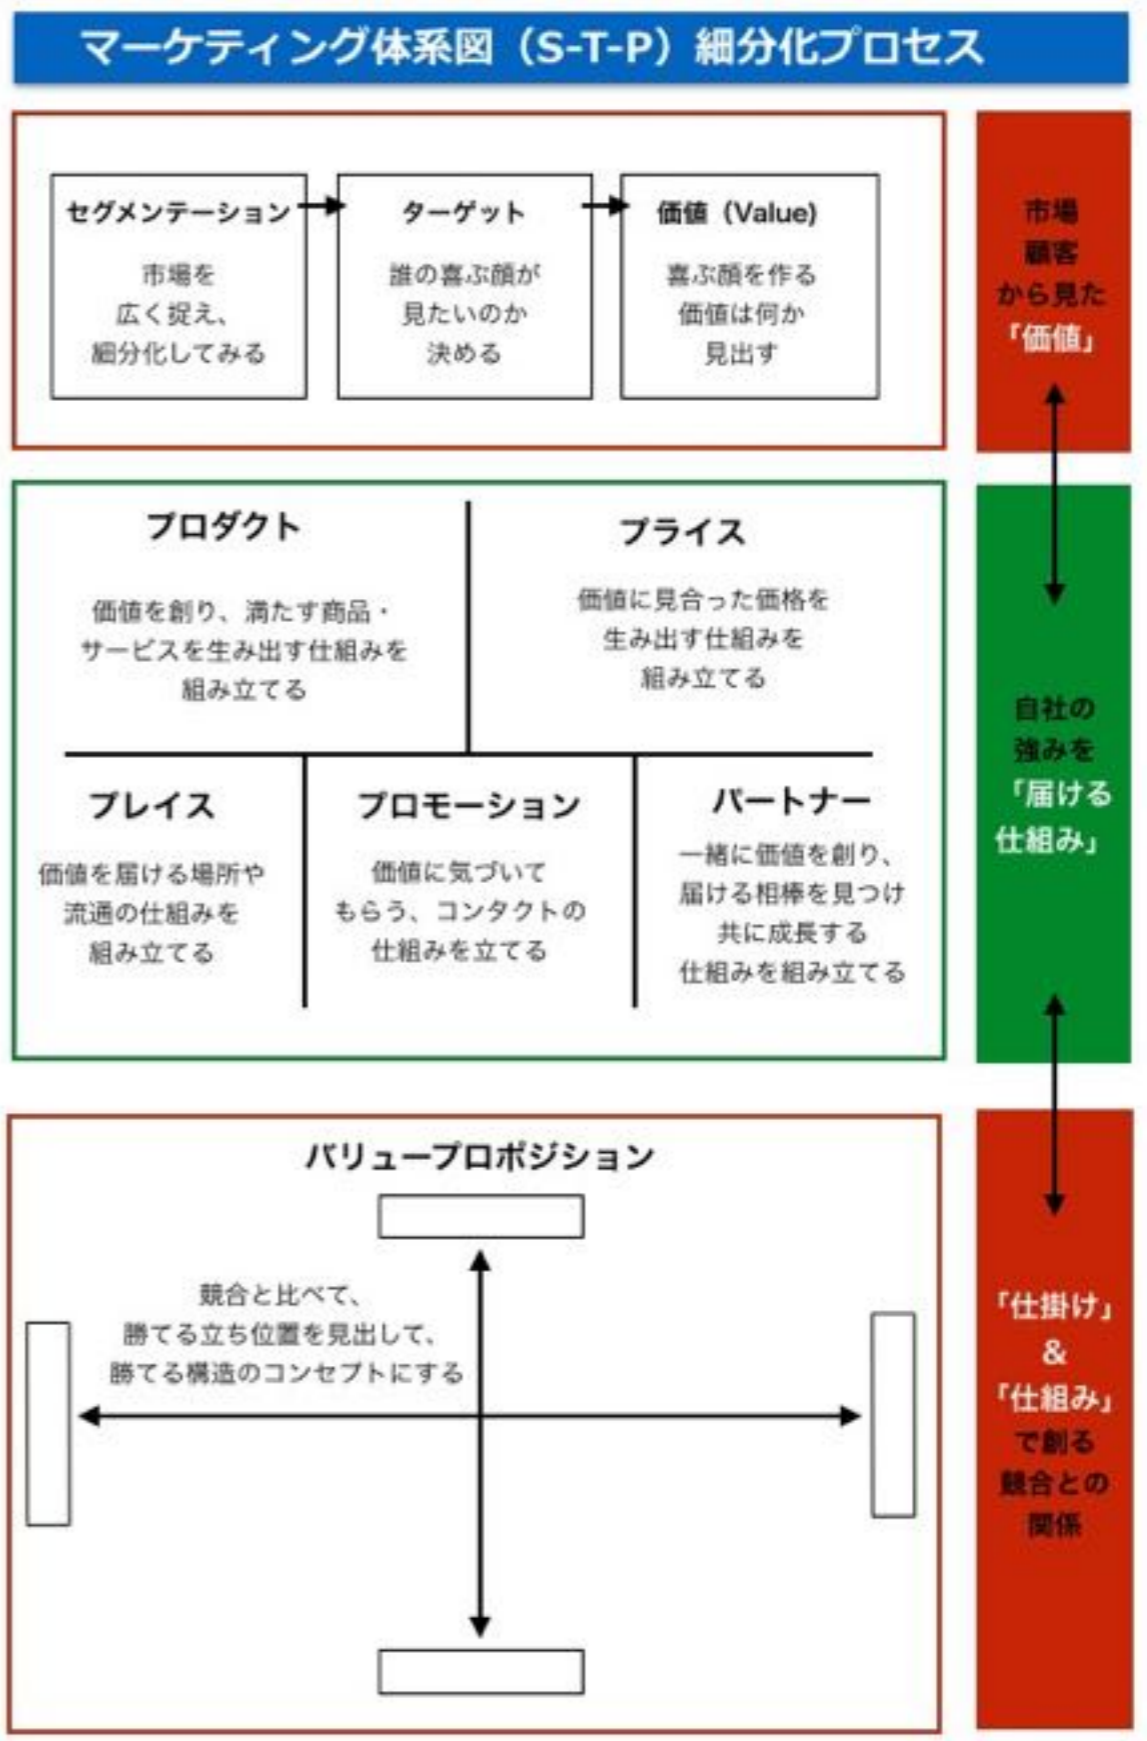 マーケティング体系図（S-T-P）細分化プロセス
セグメンテーション
市場を
広く捉え、
細分化してみる
ターゲット
誰の喜ぶ顔が
見たいのか
決める
価値（Value）
喜ぶ顔を作る
価値は何か
見出す
市場
顧客
から見た
「価値」
プロダクト
価値を創り、満たす商品・
サービスを生み出す仕組みを
組み立てる
プライス
価値に見合った価格を
生み出す仕組みを
組み立てる
プレイス
価値を届ける場所や
流通の仕組みを
組み立てる
プロモーション
価値に気づいて
もらう、コンタクトの
仕組みを立てる
パートナー
一緒に価値を創り、
届ける相棒を見つけ
共に成長する
仕組みを組み立てる
自社の
強みを
「届ける
仕組み」
バリュープロポジション
競合と比べて、
勝てる立ち位置を見出して、
勝てる構造のコンセプトにする
「仕掛け」
&
「仕組み」
で創る
競合との
関係